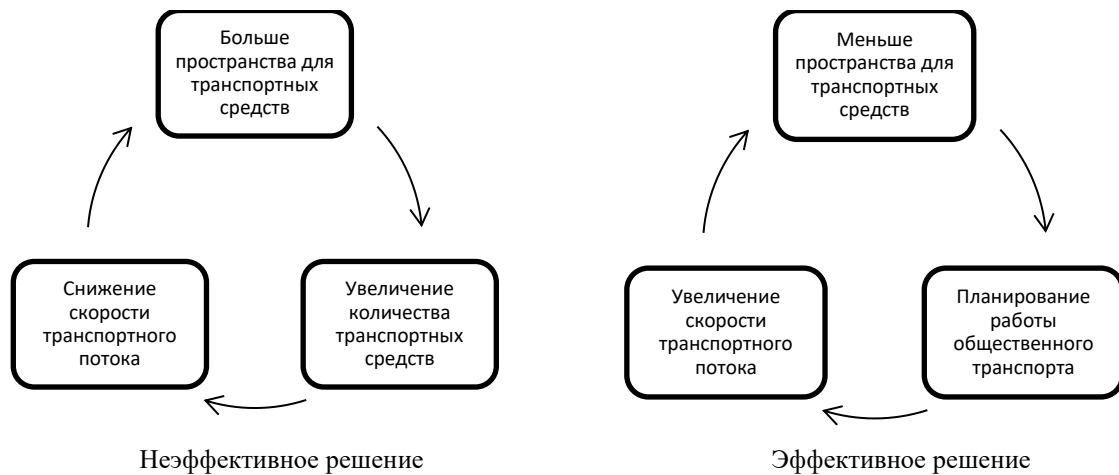 Больше
пространства для
транспортных
средств
Снижение
скорости
транспортного
потока
Увеличение
количества
транспортных
средств
Неэффективное решение
Меньше
пространства для
транспортных
средств
Увеличение
скорости
транспортного
потока
Планирование
работы
общественного
транспорта
Эффективное решение